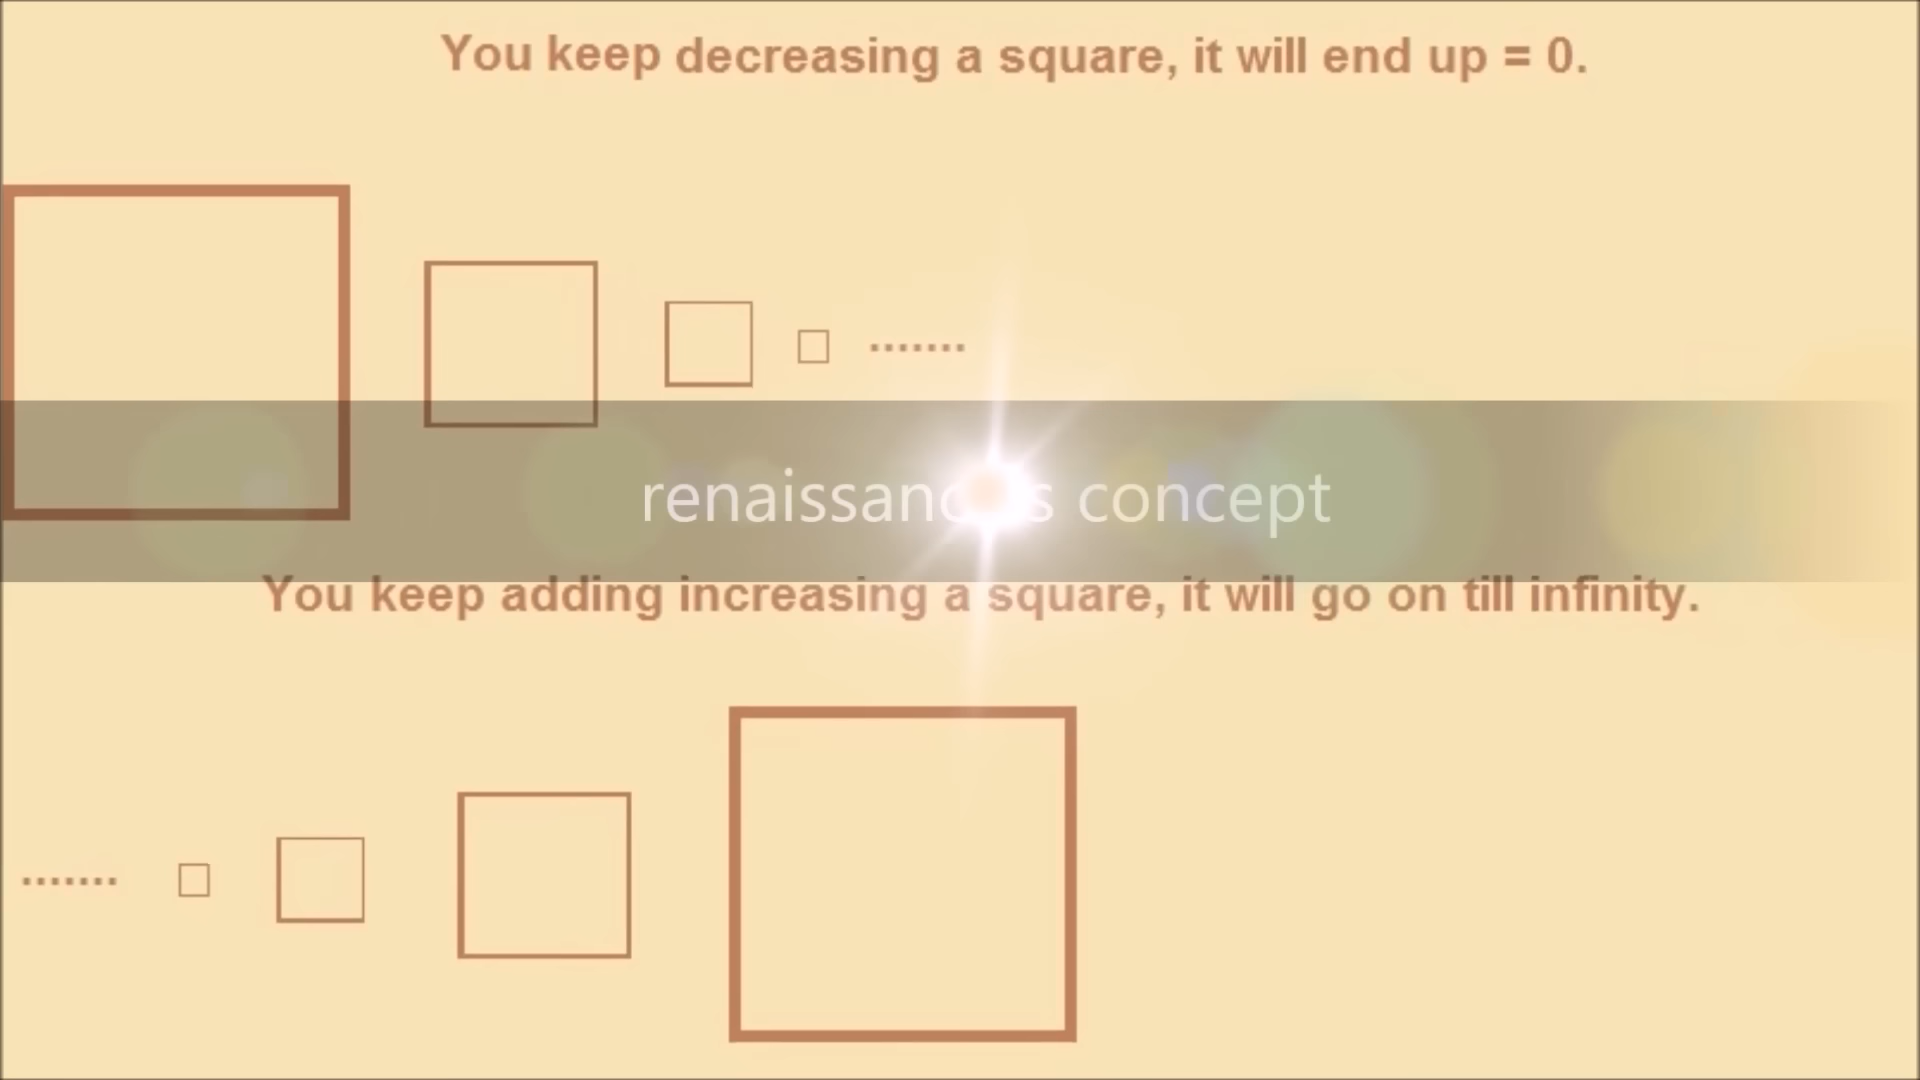 You keep decreasing a square, it will end up = 0.
concept
You keep adding increasing a square, it will go on till infinity.